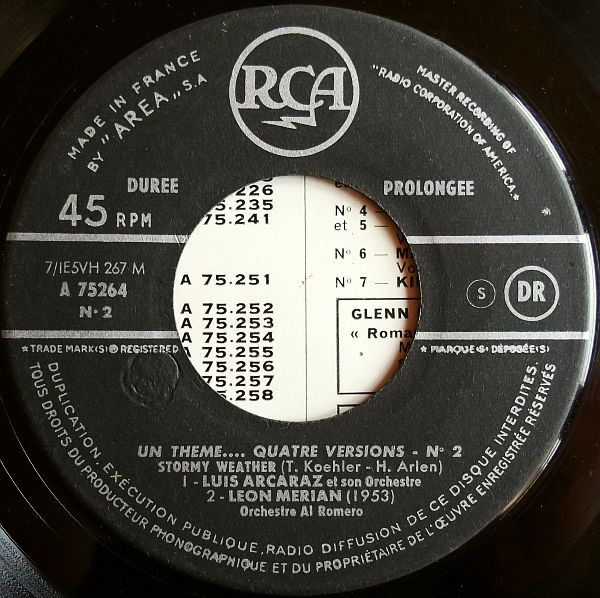 RCA
MADE IN FRANCE
BY "AREA" S.A
MASTER RECORDING OF
"RADIO CORPORATION OF AMERICA"*
DUREE PROLONGEE
45 RPM
7/IE5VH 267 M
A 75264
N· 2
S
DR
* TRADE MARK(S)® REGISTERED
* MARQUE(S) DÉPOSÉE(S)
226
75.235
75.241
A 75.251
A 75.252
75.253
75.254
75.255
75.256
75.257
.258
N° 4 —
et 5 —
N° 6 —
N° 7 — KI
GLENN
« Roma
UN THEME.... QUATRE VERSIONS - N° 2
STORMY WEATHER (T. Koehler - H. Arlen)
1 - LUIS ARCARAZ et son Orchestre
2 - LEON MERIAN (1953)
Orchestre Al Romero
DUPLICATION EXÉCUTION PUBLIQUE, RADIO DIFFUSION DE CE DISQUE INTERDITES.
TOUS DROITS DU PRODUCTEUR PHONOGRAPHIQUE ET DU PROPRIÉTAIRE DE L'ŒUVRE ENREGISTRÉE RÉSERVÉS